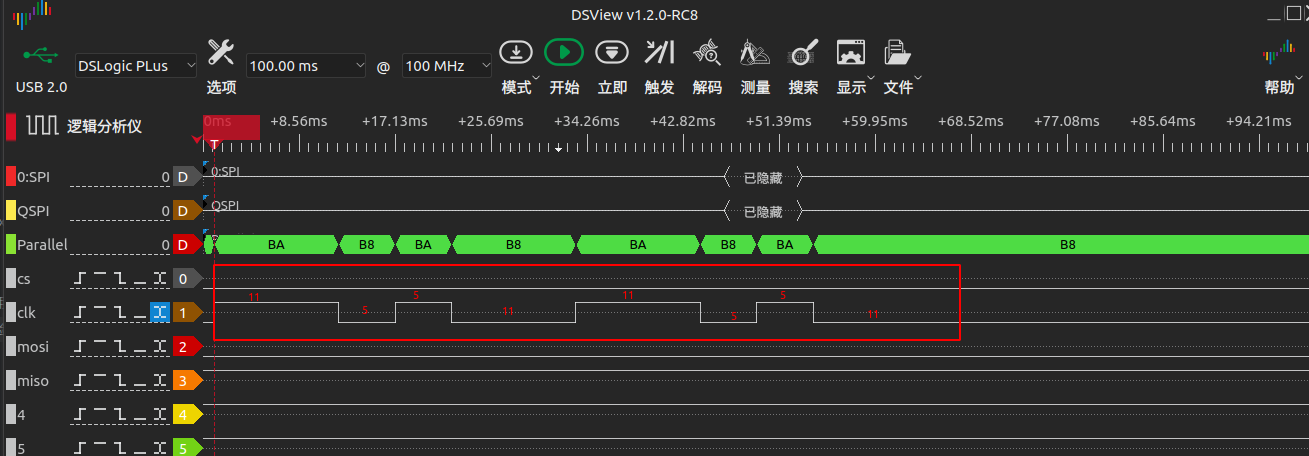 DSView v1.2.0-RC8
USB 2.0
DSLogic PLus
选项
100.00 ms
@
100 MHz
模式
开始
立即
触发
解码
测量
搜索
显示
文件
帮助
逻辑分析仪
0ms +8.56ms +17.13ms +25.69ms +34.26ms +42.82ms +51.39ms +59.95ms +68.52ms +77.08ms +85.64ms +94.21ms
T
0:SPI 0 D 0:SPI 已隐藏
QSPI 0 D QSPI 已隐藏
Parallel 0 D BA B8 BA B8 BA B8 BA B8
cs 0
clk 1 11 5 5 11 11 5 5 11
mosi 2
miso 3
4 4
5 5